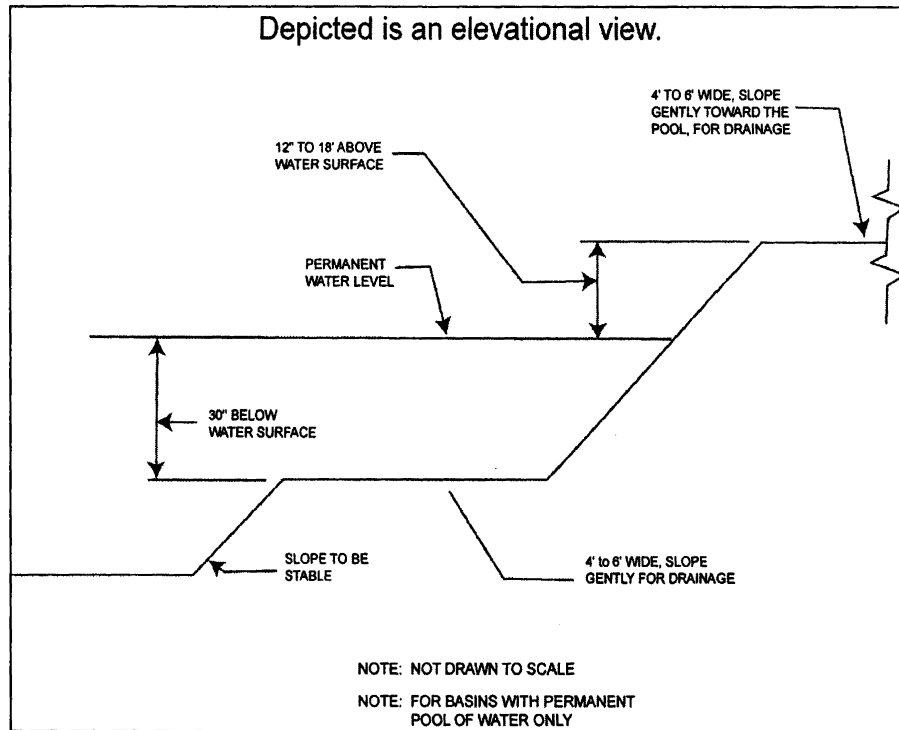 Depicted is an elevational view.
4' TO 6' WIDE, SLOPE
GENTLY TOWARD THE
POOL, FOR DRAINAGE
12" TO 18' ABOVE
WATER SURFACE
PERMANENT
WATER LEVEL
30" BELOW
WATER SURFACE
SLOPE TO BE
STABLE
4' to 6' WIDE, SLOPE
GENTLY FOR DRAINAGE
NOTE: NOT DRAWN TO SCALE
NOTE: FOR BASINS WITH PERMANENT
POOL OF WATER ONLY